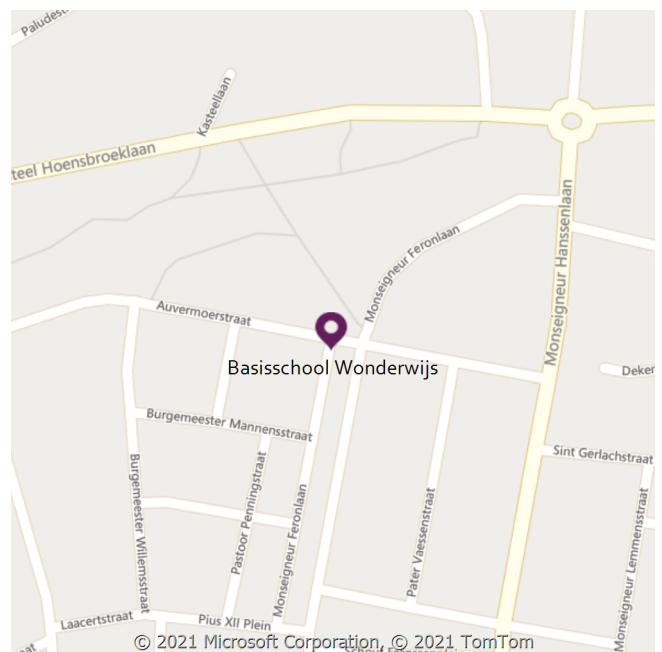 Paludest
Kasteellaan
teel Hoensbroeklaan
Monseigneur Feronlaan
Monseigneur Hanssenlaan
Auvermoerstraat
Basisschool Wonderwijs
Deken
Burgemeester Mannensstraat
Sint Gerlachstraat
Burgemeester Willemsstraat
Pastoor Penningstraat
Monseigneur Feronlaan
Pater Vaessenstraat
Monseigneur Lemmensstraat
Laacertstraat
Pius XII Plein
© 2021 Microsoft Corporation, © 2021 TomTom